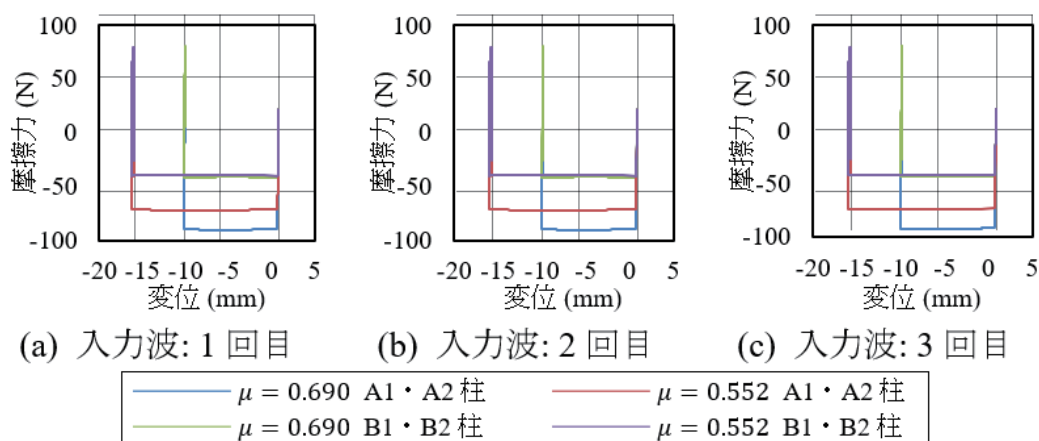 100
50
0
-50
-100
摩擦力 (N)
-20 -15 -10 -5 0 5
変位 (mm)
(a) 入力波: 1 回目
100
50
0
-50
-100
摩擦力 (N)
-20 -15 -10 -5 0 5
変位 (mm)
(b) 入力波: 2 回目
100
50
0
-50
-100
摩擦力 (N)
-20 -15 -10 -5 0 5
変位 (mm)
(c) 入力波: 3 回目
μ = 0.690 A1・A2 柱
μ = 0.552 A1・A2 柱
μ = 0.690 B1・B2 柱
μ = 0.552 B1・B2 柱